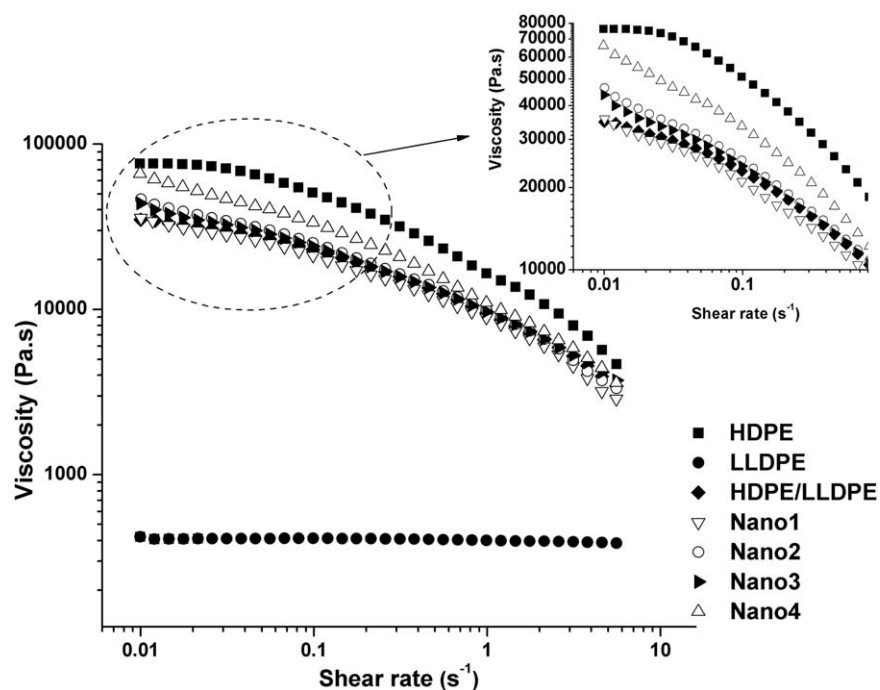 80000
70000
60000
50000
40000
30000
20000
10000
Viscosity (Pa.s)
0.01
0.1
Shear rate (s⁻¹)
100000
10000
1000
Viscosity (Pa.s)
HDPE
LLDPE
HDPE/LLDPE
Nano1
Nano2
Nano3
Nano4
0.01
0.1
1
10
Shear rate (s⁻¹)